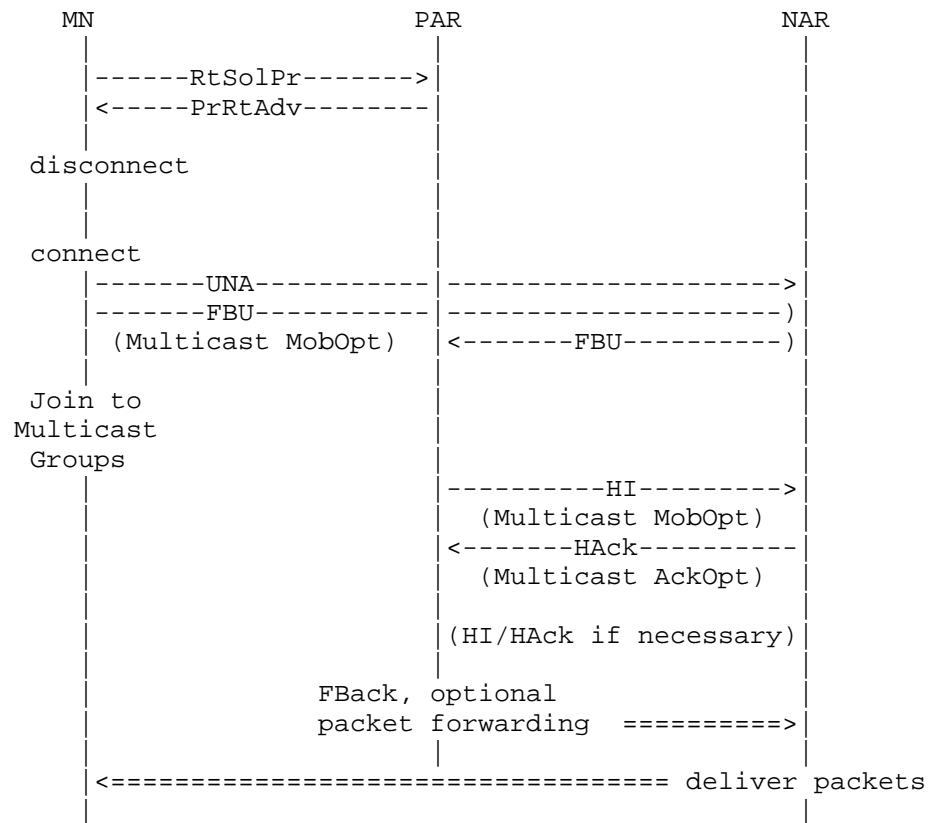 MN PAR NAR
| | |
|------RtSolPr------->| |
|<-----PrRtAdv--------| |
| | |
disconnect | |
| | |
| | |
connect | |
|-------UNA-----------|--------------------->|
|-------FBU-----------|---------------------)|
(Multicast MobOpt) |<-------FBU----------)|
| | |
Join to | |
Multicast | |
Groups | |
| |----------HI--------->|
| (Multicast MobOpt) |
| |<-------HAck----------|
| (Multicast AckOpt) |
| | |
| |(HI/HAck if necessary)|
| | |
| FBack, optional |
| packet forwarding ==========>|
| | |
|<=================================== deliver packets
| |